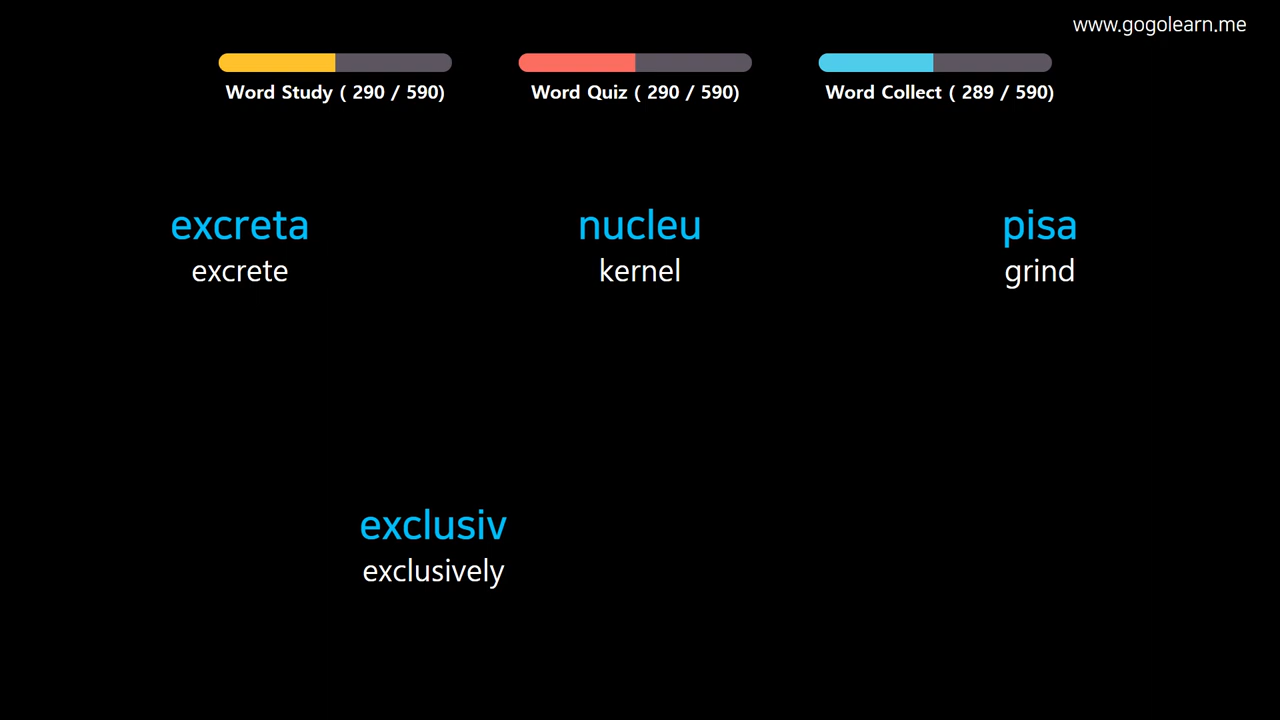 www.gogolearn.me
Word Study ( 290 / 590)
Word Quiz ( 290 / 590)
Word Collect ( 289 / 590)
excreta
excrete
nucleu
kernel
pisa
grind
exclusiv
exclusively